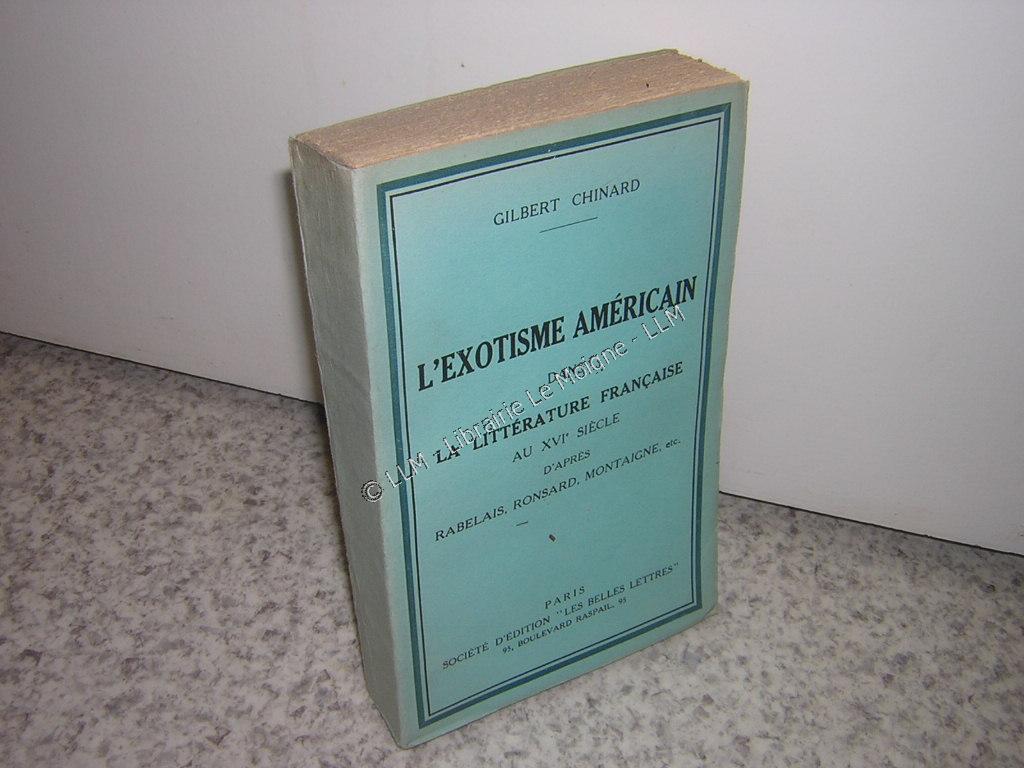 GILBERT CHINARD
L'EXOTISME AMÉRICAIN
LA LITTÉRATURE FRANÇAISE
AU XVIe SIÈCLE
D'APRÈS
RABELAIS, RONSARD, MONTAIGNE, etc.
PARIS
SOCIÉTÉ D'ÉDITION "LES BELLES LETTRES"
95, BOULEVARD RASPAIL, 95
© LLM - Librairie Le Moigne - LLM